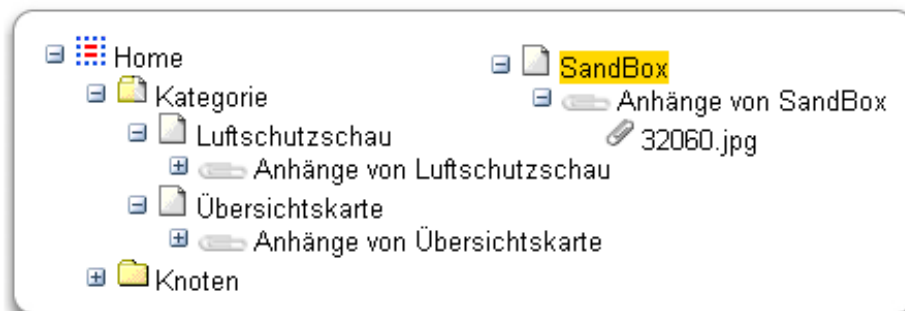 Home
Kategorie
Luftschutzschau
Anhänge von Luftschutzschau
Übersichtskarte
Anhänge von Übersichtskarte
Knoten
SandBox
Anhänge von SandBox
32060.jpg